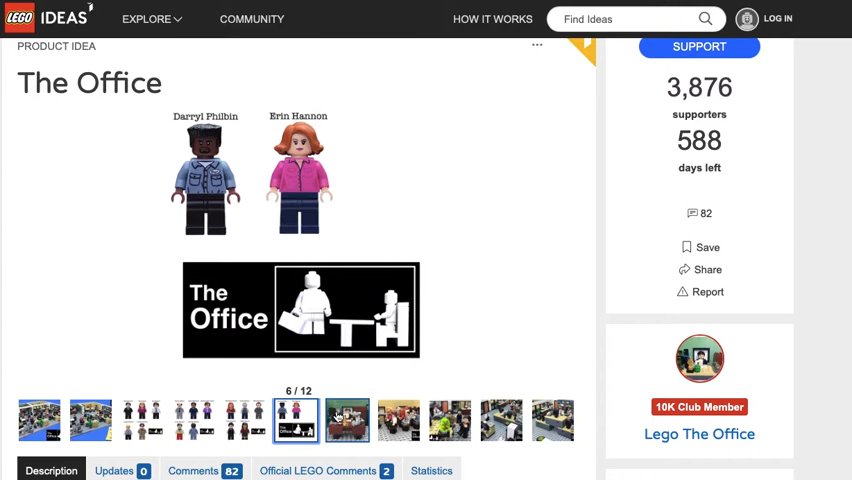 LEGO IDEAS EXPLORE COMMUNITY HOW IT WORKS Find Ideas LOG IN
PRODUCT IDEA
The Office
Darryl Philbin Erin Hannon
The
Office
6 / 12
Description Updates 0 Comments 82 Official LEGO Comments 2 Statistics
SUPPORT
3,876
supporters
588
days left
82
Save
Share
Report
10K Club Member
Lego The Office